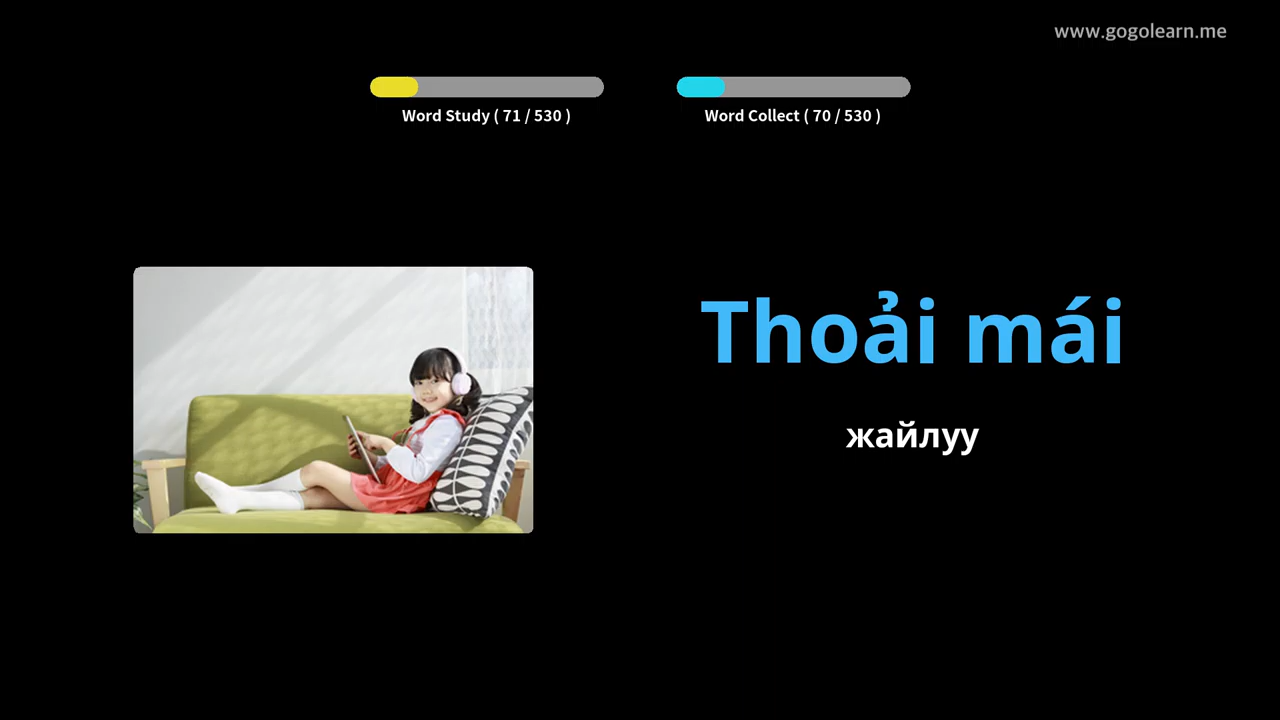 www.gogolearn.me
Word Study ( 71 / 530 )
Word Collect ( 70 / 530 )
Thoải mái
жайлуу